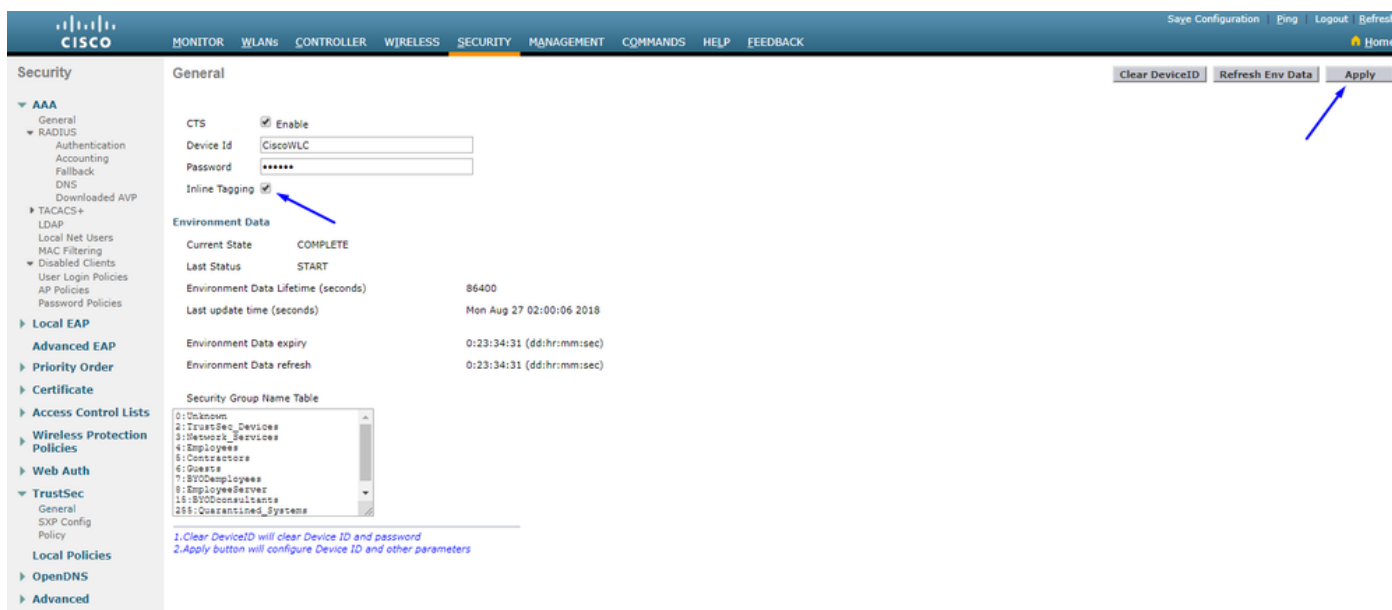 Save Configuration Ping Logout Refresh
CISCO
MONITOR WLANs CONTROLLER WIRELESS SECURITY MANAGEMENT COMMANDS HELP FEEDBACK
Home
Security
AAA
General
RADIUS
Authentication
Accounting
Fallback
DNS
Downloaded AVP
TACACS+
LDAP
Local Net Users
MAC Filtering
Disabled Clients
User Login Policies
AP Policies
Password Policies
Local EAP
Advanced EAP
Priority Order
Certificate
Access Control Lists
Wireless Protection
Policies
Web Auth
TrustSec
General
SXP Config
Policy
Local Policies
OpenDNS
Advanced
General
Clear DeviceID Refresh Env Data Apply
CTS Enable
Device Id CiscoWLC
Password ••••••
Inline Tagging
Environment Data
Current State COMPLETE
Last Status START
Environment Data Lifetime (seconds) 86400
Last update time (seconds) Mon Aug 27 02:00:06 2018
Environment Data expiry 0:23:34:31 (dd:hr:mm:sec)
Environment Data refresh 0:23:34:31 (dd:hr:mm:sec)
Security Group Name Table
0:Unknown
2:TrustSec_Devices
3:Network_Services
4:Employees
5:Contractors
6:Guests
7:BYODemployees
8:EmployeeServer
15:BYODconsultants
255:Quarantined_Systems
1.Clear DeviceID will clear Device ID and password
2.Apply button will configure Device ID and other parameters